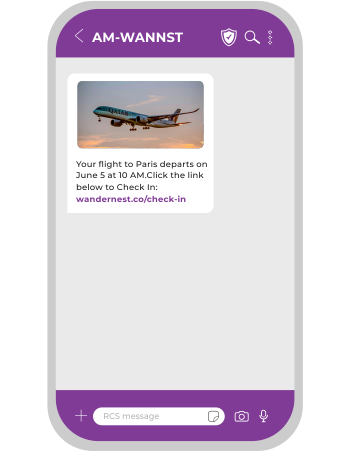 AM-WANNST
QATAR
Your flight to Paris departs on
June 5 at 10 AM.Click the link
below to Check In:
wandernest.co/check-in
RCS message